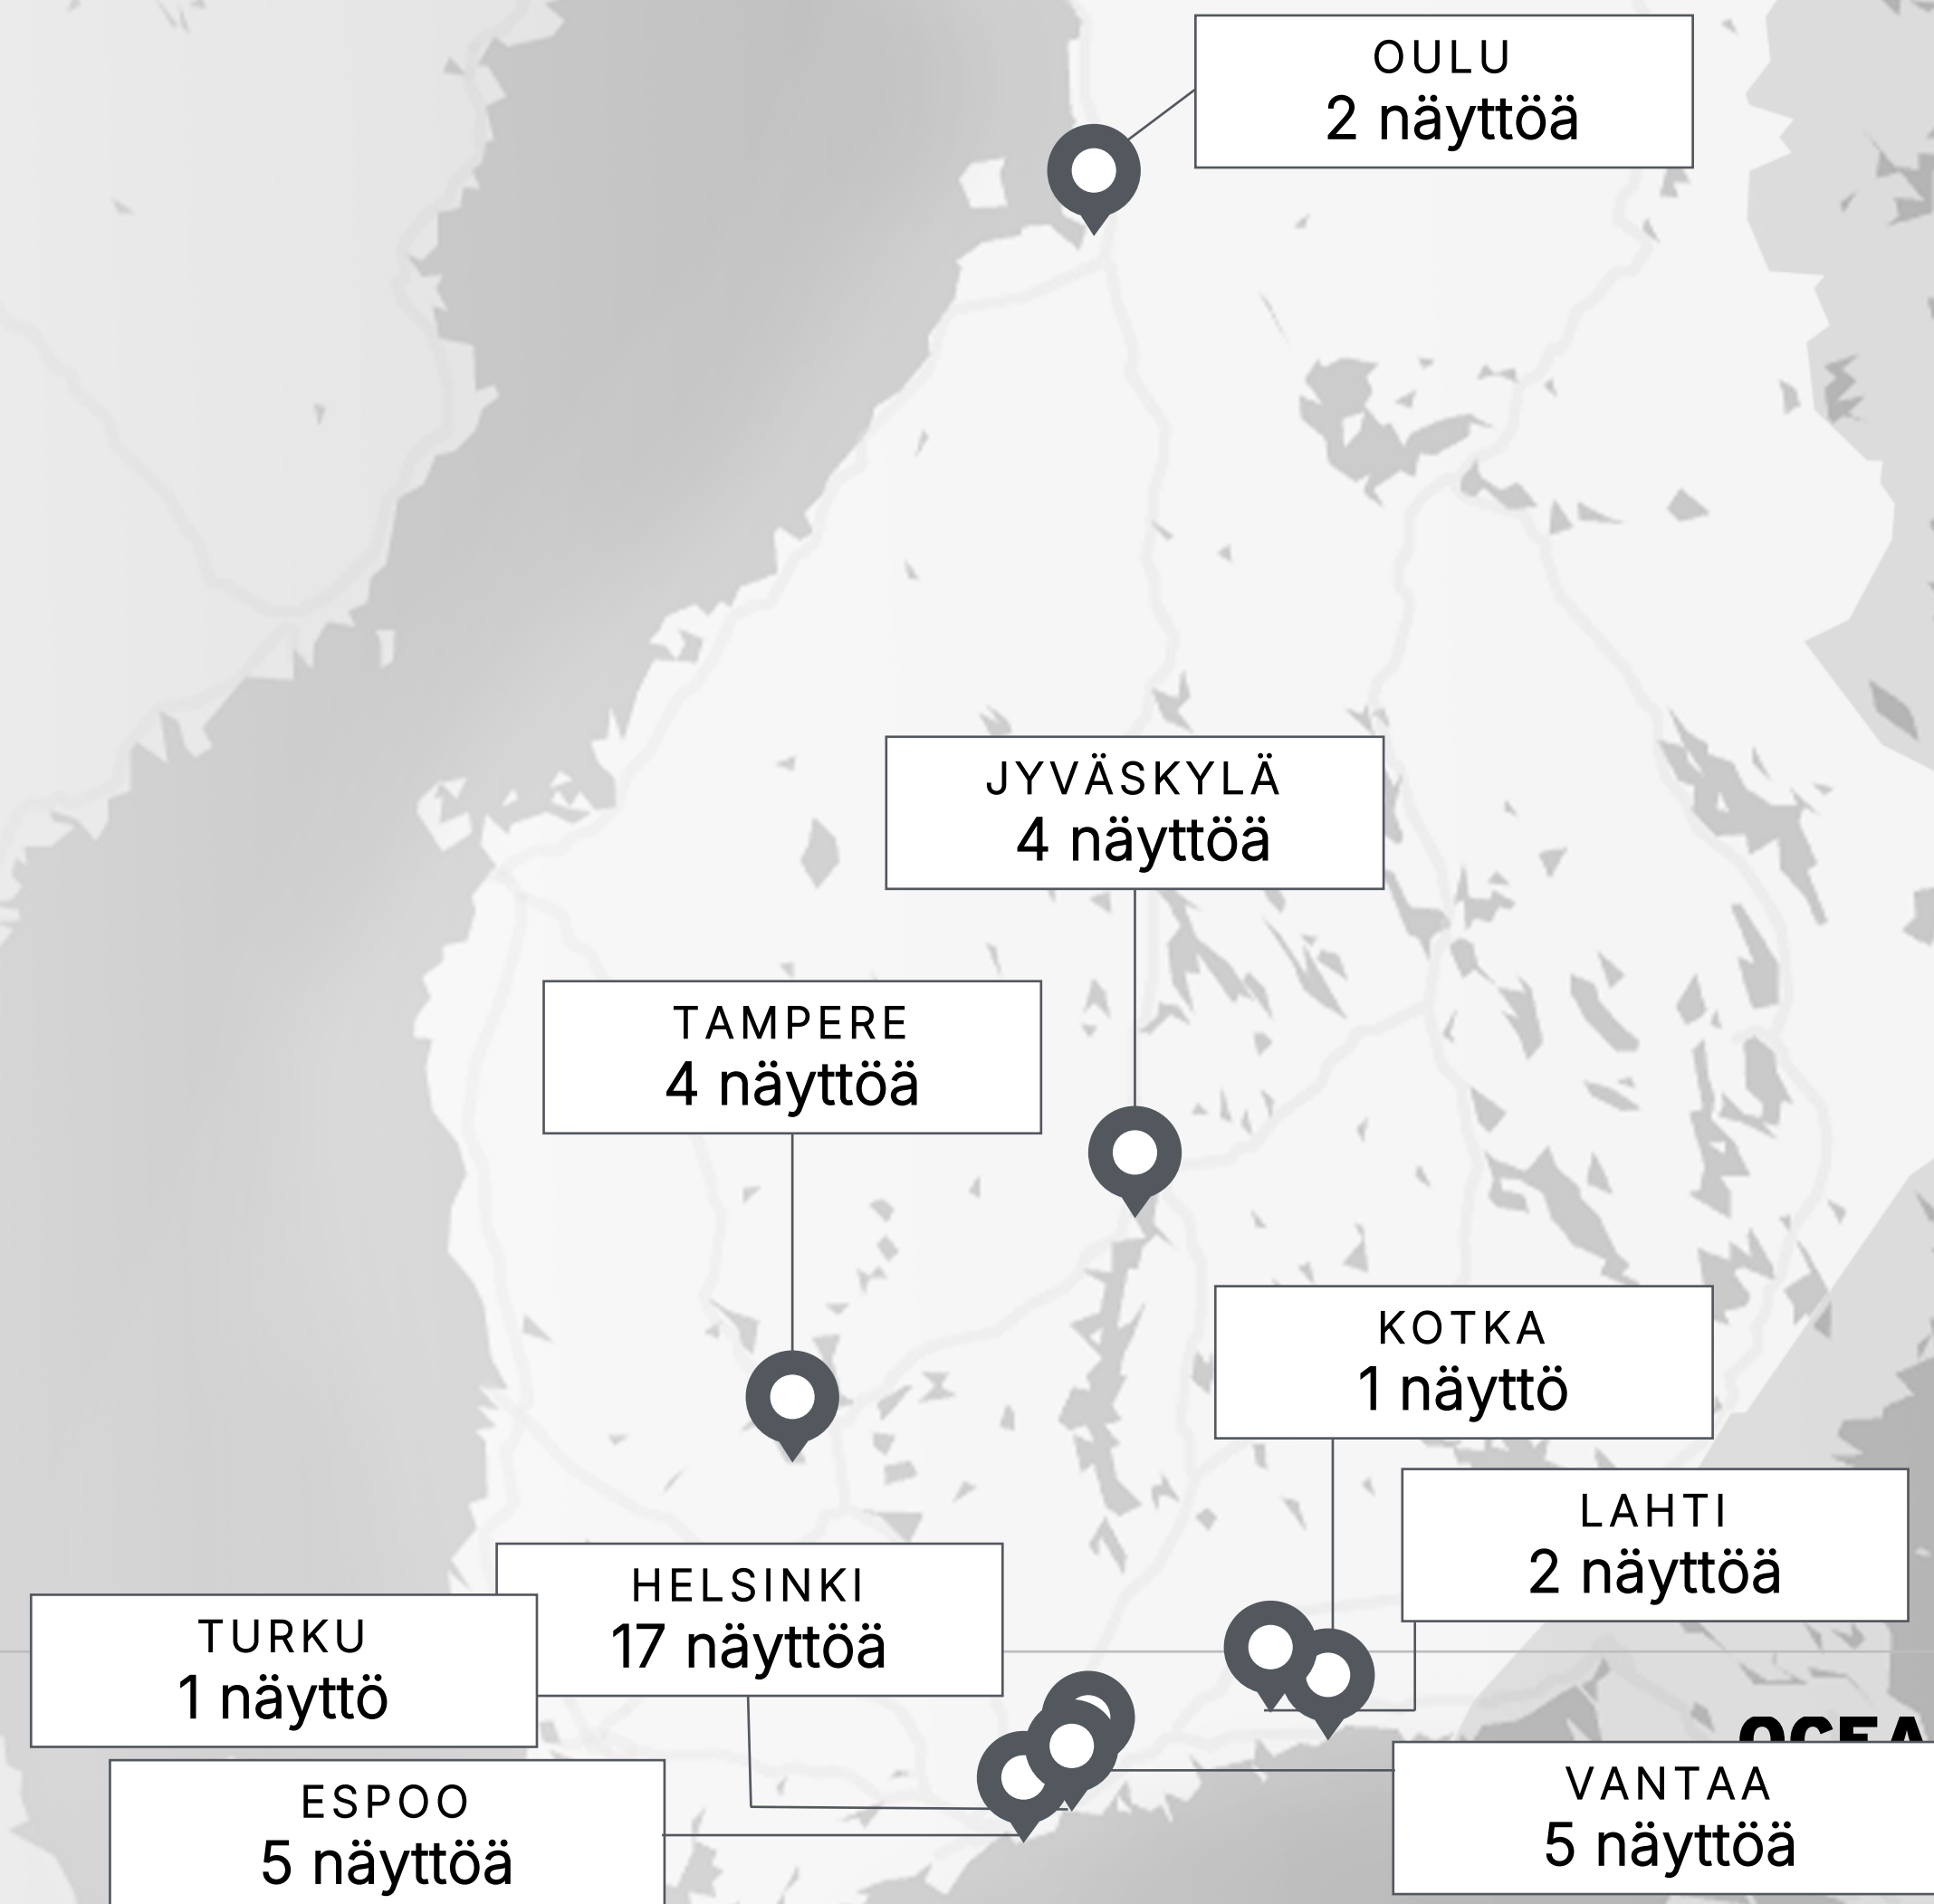 OULU
2 näyttöä
JYVÄSKYLÄ
4 näyttöä
TAMPERE
4 näyttöä
KOTKA
1 näyttö
LAHTI
2 näyttöä
HELSINKI
17 näyttöä
TURKU
1 näyttö
ESPOO
5 näyttöä
VANTAA
5 näyttöä